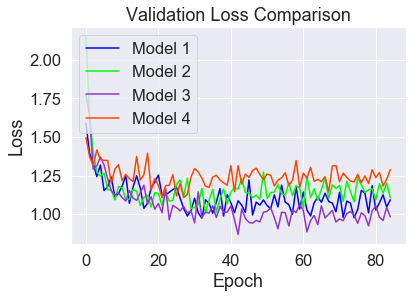 Validation Loss Comparison
Model 1
Model 2
Model 3
Model 4
Loss
2.00
1.75
1.50
1.25
1.00
0
20
40
60
80
Epoch